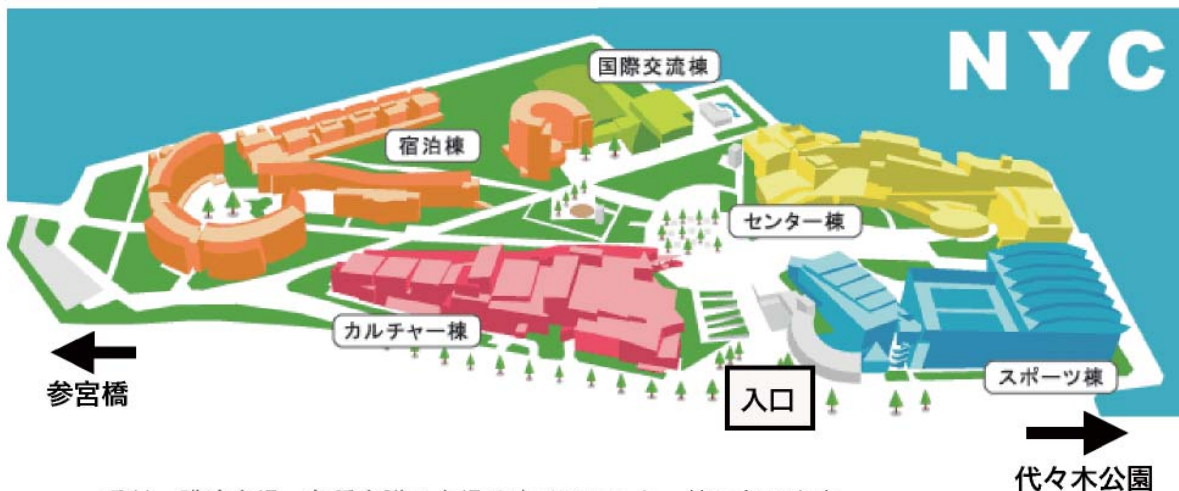 NYC
国際交流棟
宿泊棟
センター棟
カルチャー棟
スポーツ棟
入口
参宮橋
代々木公園